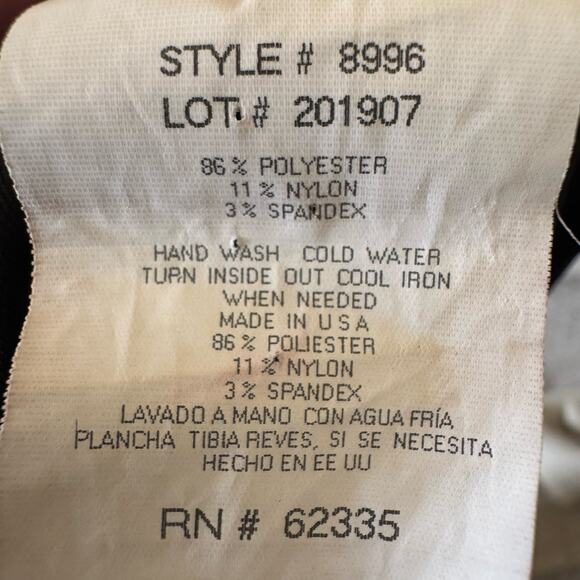 STYLE # 8996
LOT # 201907
86 % POLYESTER
11 % NYLON
3 % SPANDEX
HAND WASH COLD WATER
TURN INSIDE OUT COOL IRON
WHEN NEEDED
MADE IN U S A
86 % POLIESTER
11 % NYLON
3 % SPANDEX
LAVADO A MANO CON AGUA FRÍA
PLANCHA TIBIA REVES, SI SE NECESITA
HECHO EN EE UU
RN # 62335